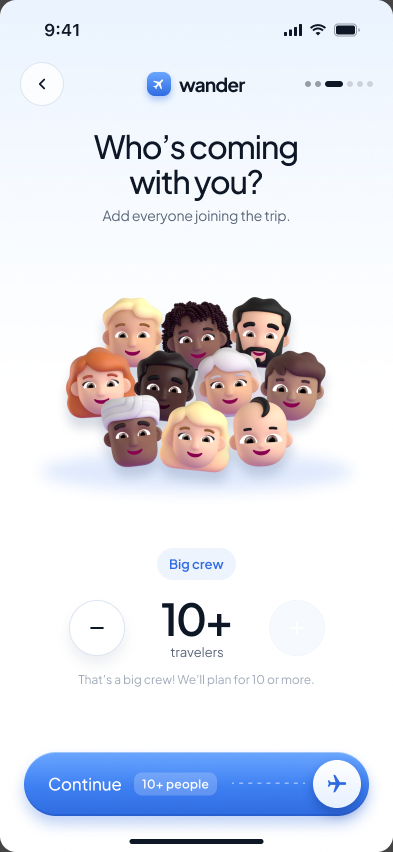 9:41
wander
Who’s coming
with you?
Add everyone joining the trip.
Big crew
10+
travelers
That’s a big crew! We’ll plan for 10 or more.
Continue 10+ people